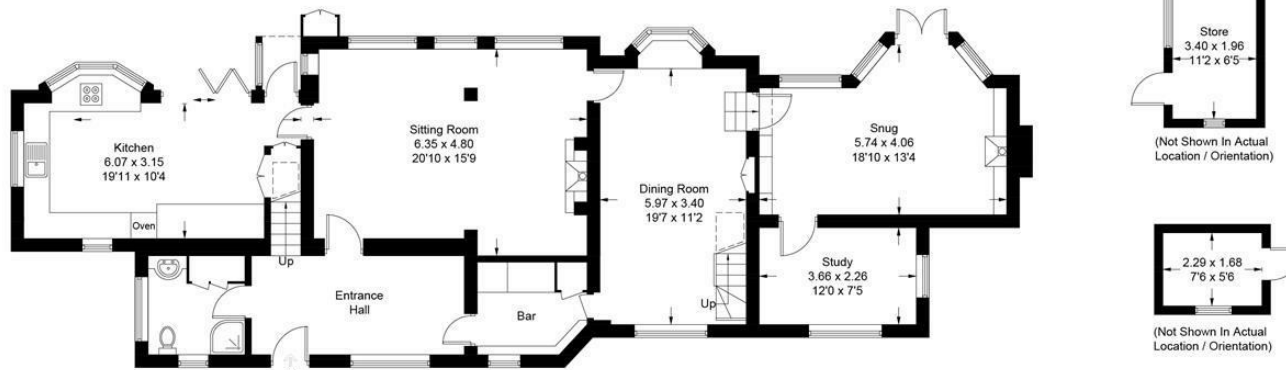 Kitchen
6.07 x 3.15
19'11 x 10'4
Oven
Up
Sitting Room
6.35 x 4.80
20'10 x 15'9
Entrance
Hall
Bar
Dining Room
5.97 x 3.40
19'7 x 11'2
Up
Snug
5.74 x 4.06
18'10 x 13'4
Study
3.66 x 2.26
12'0 x 7'5
Store
3.40 x 1.96
11'2 x 6'5
(Not Shown In Actual
Location / Orientation)
2.29 x 1.68
7'6 x 5'6
(Not Shown In Actual
Location / Orientation)